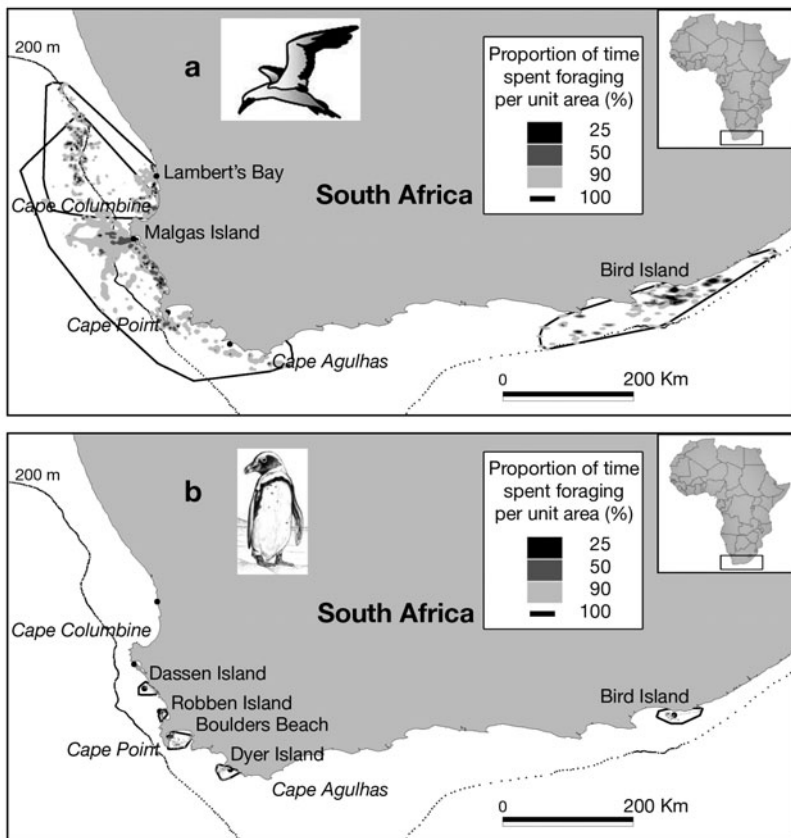 200 m
a
Proportion of time
spent foraging
per unit area (%)
25
50
90
100
Lambert's Bay
South Africa
Cape Columbine
Malgas Island
Bird Island
Cape Point
Cape Agulhas
0
200 Km
200 m
b
Proportion of time
spent foraging
per unit area (%)
25
50
90
100
South Africa
Cape Columbine
Dassen Island
Robben Island
Bird Island
Boulders Beach
Cape Point
Dyer Island
Cape Agulhas
0
200 Km